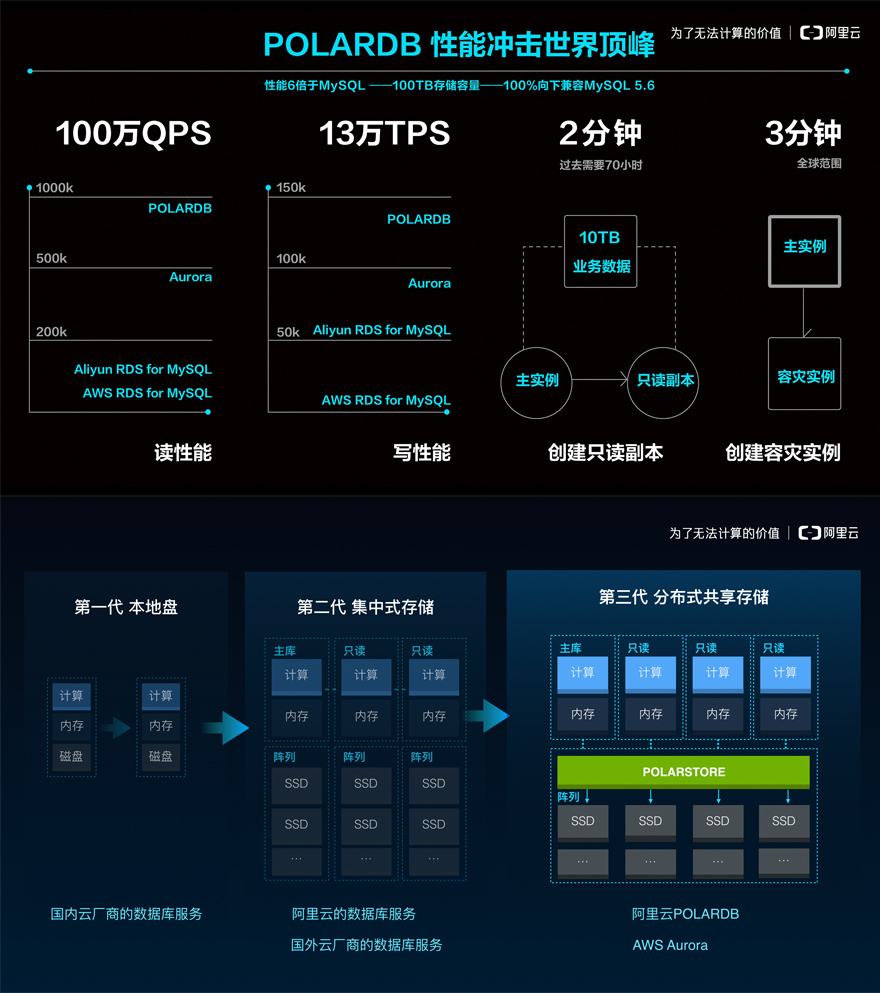 POLARDB 性能冲击世界顶峰
为了无法计算的价值 | 阿里云
性能6倍于MySQL ——100TB存储容量——100%向下兼容MySQL 5.6
100万QPS
1000k
POLARDB
500k
Aurora
200k
Aliyun RDS for MySQL
AWS RDS for MySQL
读性能
13万TPS
150k
POLARDB
100k
Aurora
50k
Aliyun RDS for MySQL
AWS RDS for MySQL
写性能
2分钟
过去需要70小时
10TB
业务数据
主实例
只读副本
创建只读副本
3分钟
全球范围
主实例
容灾实例
创建容灾实例
为了无法计算的价值 | 阿里云
第一代 本地盘
计算 计算
内存 内存
磁盘 磁盘
国内云厂商的数据库服务
第二代 集中式存储
主库 只读 只读
计算 计算 计算
内存 内存 内存
阵列 阵列 阵列
SSD SSD SSD
SSD SSD SSD
... ... ...
阿里云的数据库服务
国外云厂商的数据库服务
第三代 分布式共享存储
主库 只读 只读 只读
计算 计算 计算 计算
内存 内存 内存 内存
POLARSTORE
阵列
SSD SSD SSD SSD
... ... ... ...
阿里云POLARDB
AWS Aurora